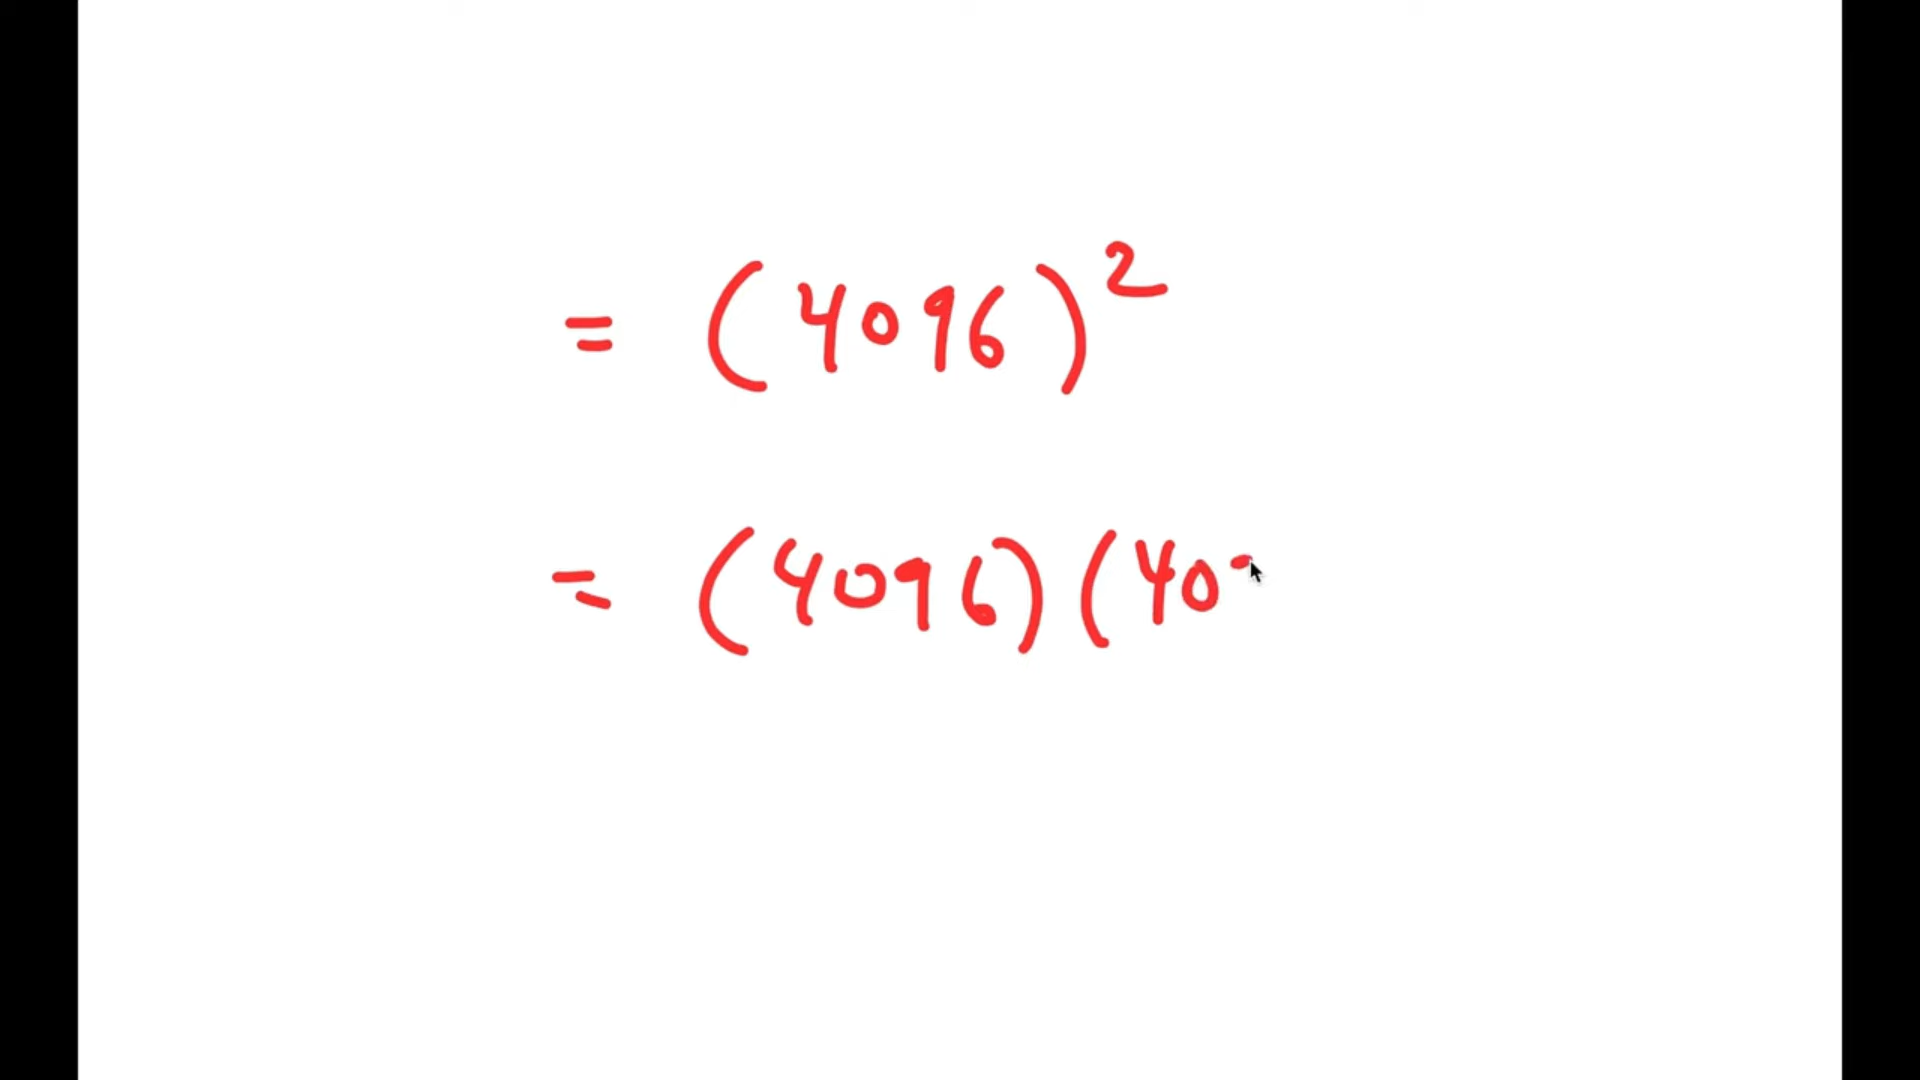 = (4096)²
= (4096)(40